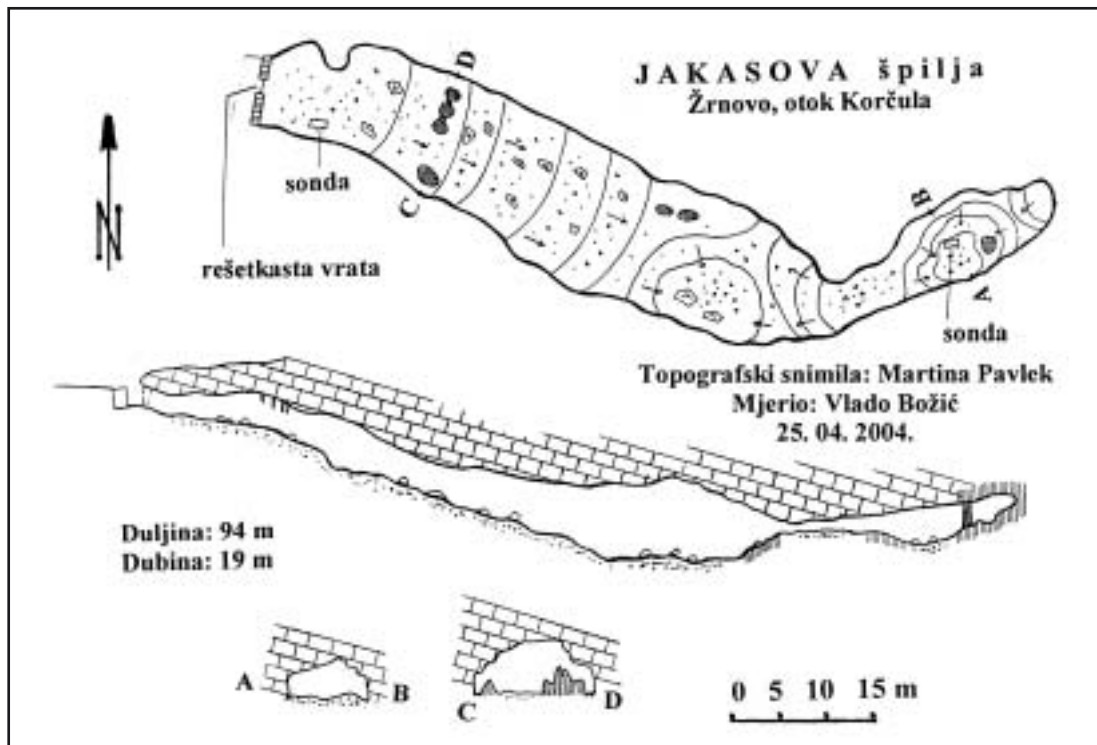 JAKASOVA špilja
Žrnovo, otok Korčula
D
sonda
C
N
rešetkasta vrata
B
A
sonda
Topografski snimila: Martina Pavlek
Mjerio: Vlado Božić
25. 04. 2004.
Duljina: 94 m
Dubina: 19 m
A B
C D
0 5 10 15 m